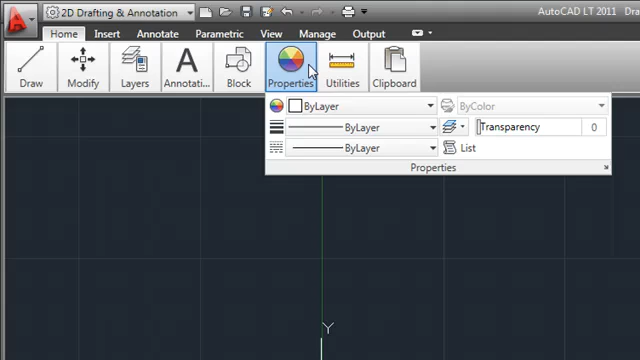 2D Drafting & Annotation
AutoCAD LT 2011 Dra
Home Insert Annotate Parametric View Manage Output
Draw Modify Layers Annotati... Block Properties Utilities Clipboard
ByLayer ByColor
ByLayer Transparency 0
ByLayer List
Properties
Y